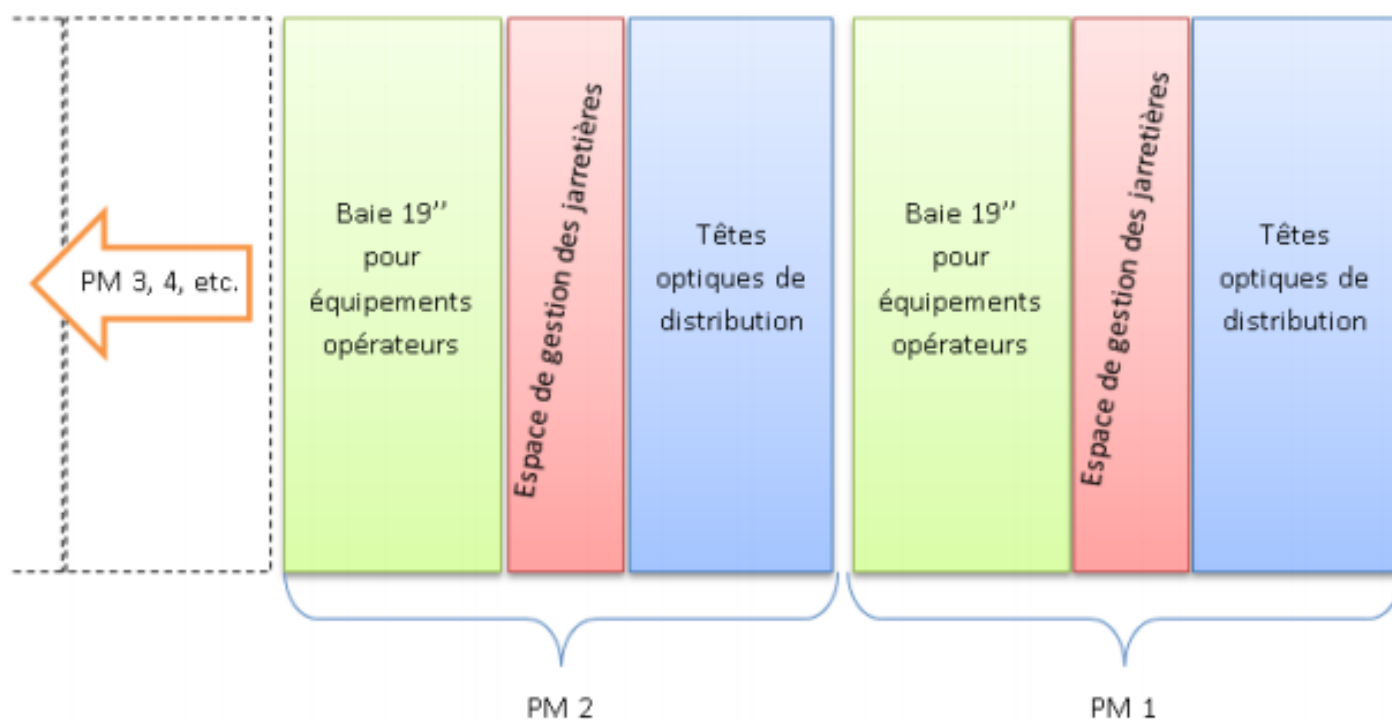 PM 3, 4, etc.
Baie 19’’
pour
équipements
opérateurs
Espace de gestion des jarretières
Têtes
optiques de
distribution
Baie 19’’
pour
équipements
opérateurs
Espace de gestion des jarretières
Têtes
optiques de
distribution
PM 2
PM 1